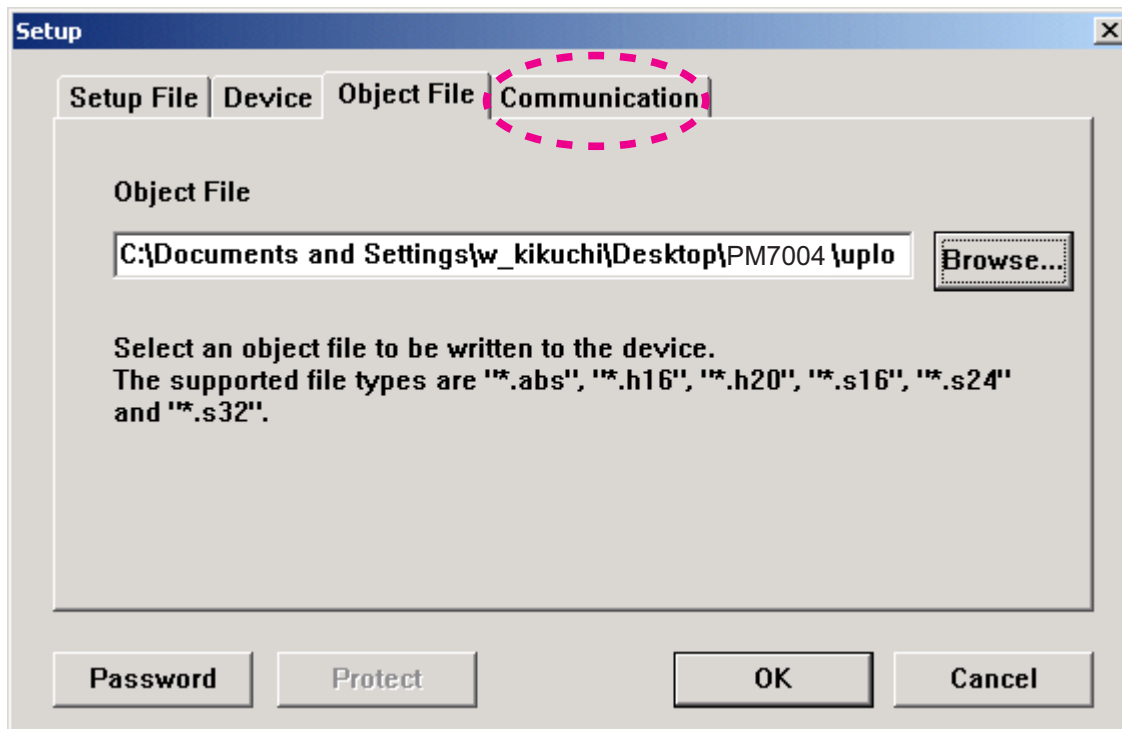 Setup
Setup File Device Object File Communication
Object File
C:\Documents and Settings\w_kikuchi\Desktop\PM7004 \uplo
Browse...
Select an object file to be written to the device.
The supported file types are "*.abs", "*.h16", "*.h20", "*.s16", "*.s24"
and "*.s32".
Password Protect OK Cancel